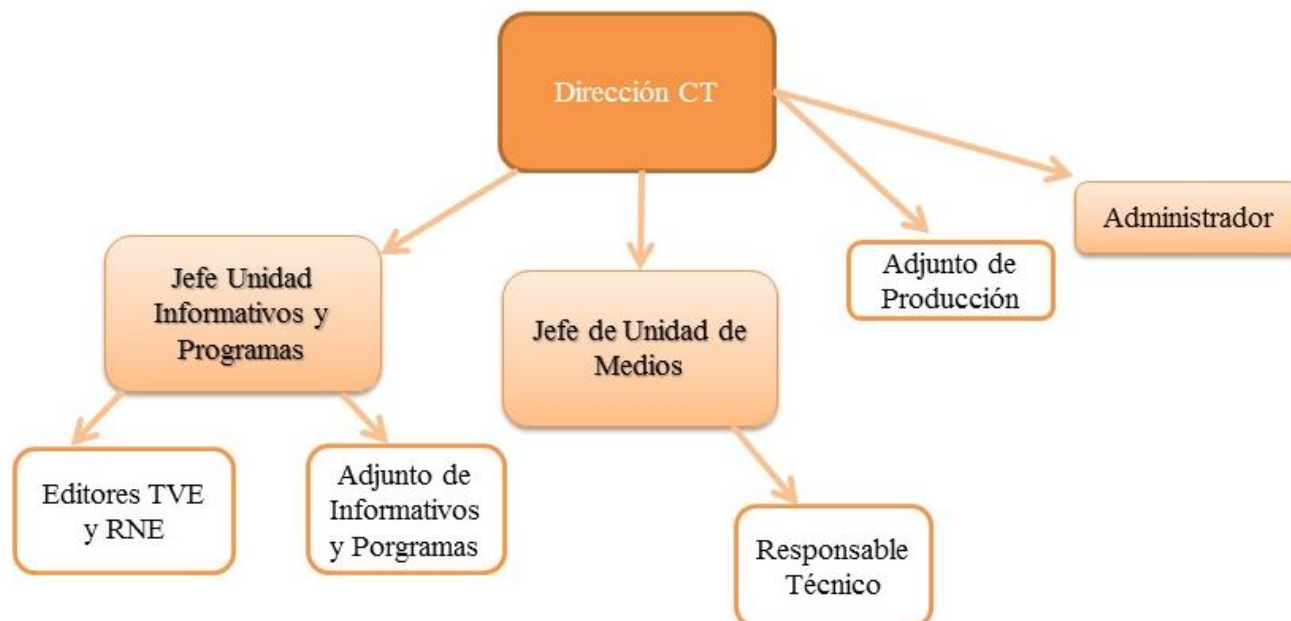 Dirección CT
Administrador
Adjunto de
Producción
Jefe Unidad
Informativos y
Programas
Jefe de Unidad de
Medios
Editores TVE
y RNE
Adjunto de
Informativos
y Porgramas
Responsable
Técnico